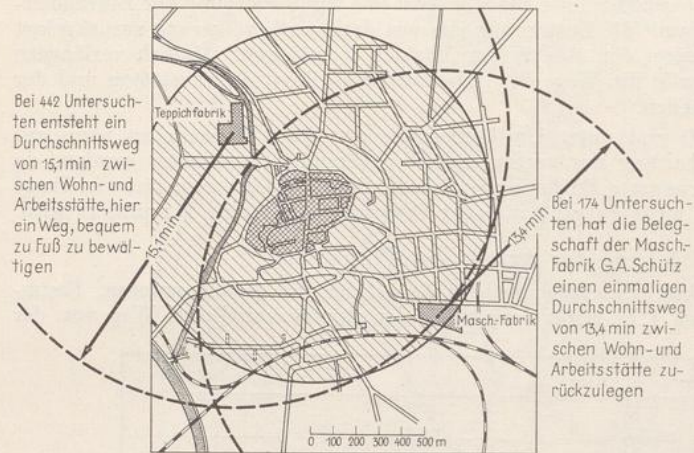 Bei 442 Untersuch-
ten entsteht ein
Durchschnittsweg
von 15,1 min zwi-
schen Wohn- und
Arbeitsstätte, hier
ein Weg, bequem
zu Fuß zu bewäl-
tigen
Teppichfabrik
15,1 min
13,4 min
Masch.-Fabrik
0 100 200 300 400 500 m
Bei 174 Untersuch-
ten hat die Beleg-
schaft der Masch.-
Fabrik G.A.Schütz
einen einmaligen
Durchschnittsweg
von 13,4 min zwi-
schen Wohn- und
Arbeitsstätte zu-
rückzulegen